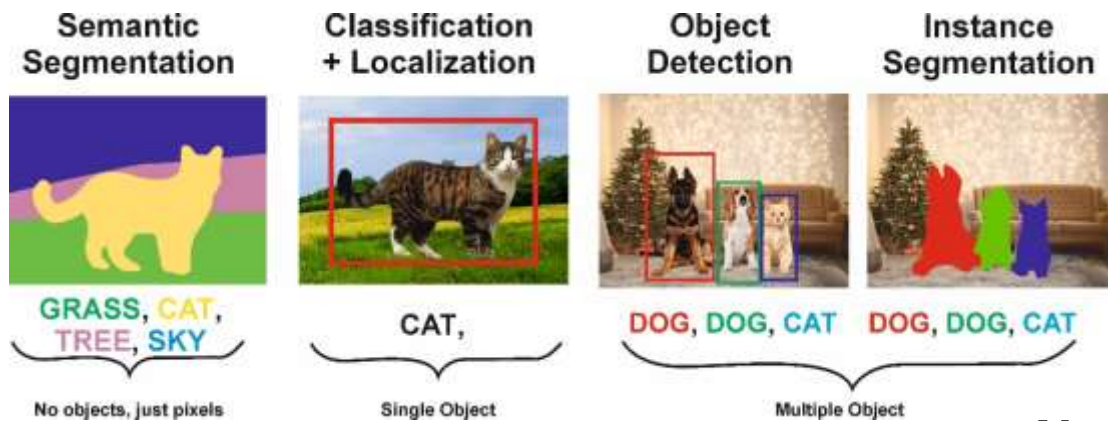 Semantic
Segmentation
Classification
+ Localization
Object
Detection
Instance
Segmentation
GRASS, CAT,
TREE, SKY
CAT,
DOG, DOG, CAT
DOG, DOG, CAT
No objects, just pixels
Single Object
Multiple Object